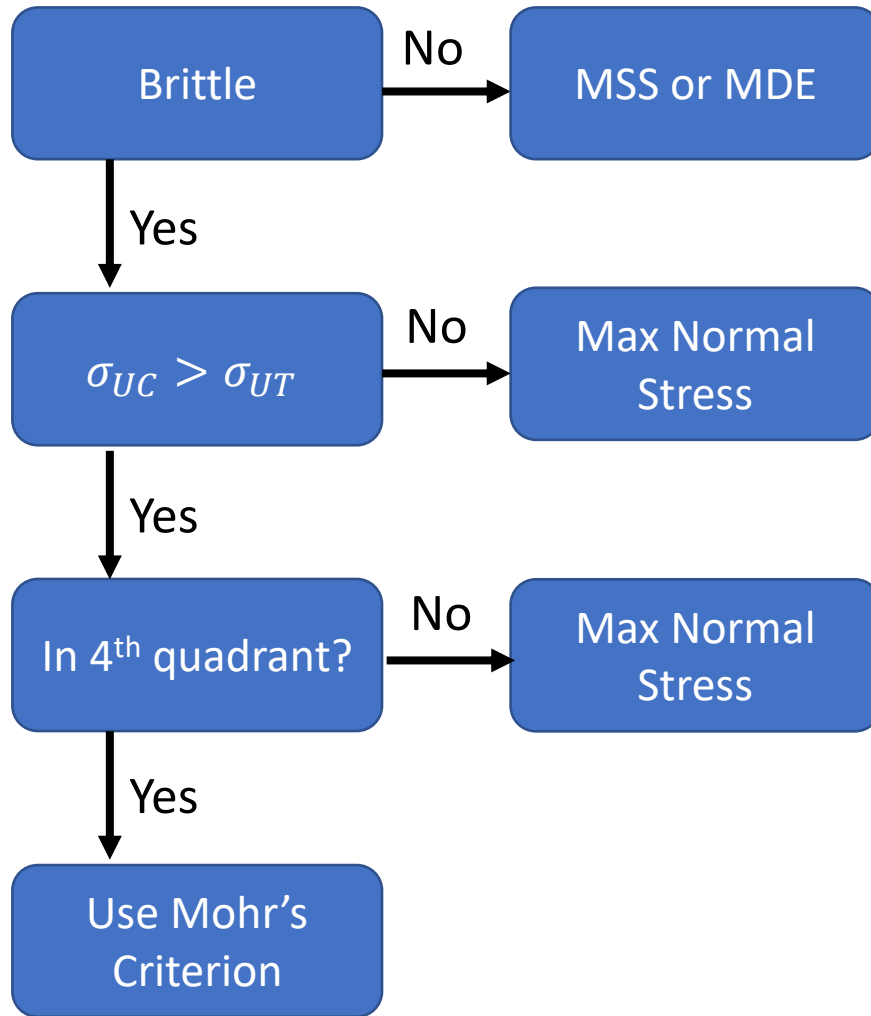 Brittle
No
MSS or MDE
Yes
σ_UC > σ_UT
No
Max Normal
Stress
Yes
In 4th quadrant?
No
Max Normal
Stress
Yes
Use Mohr’s
Criterion